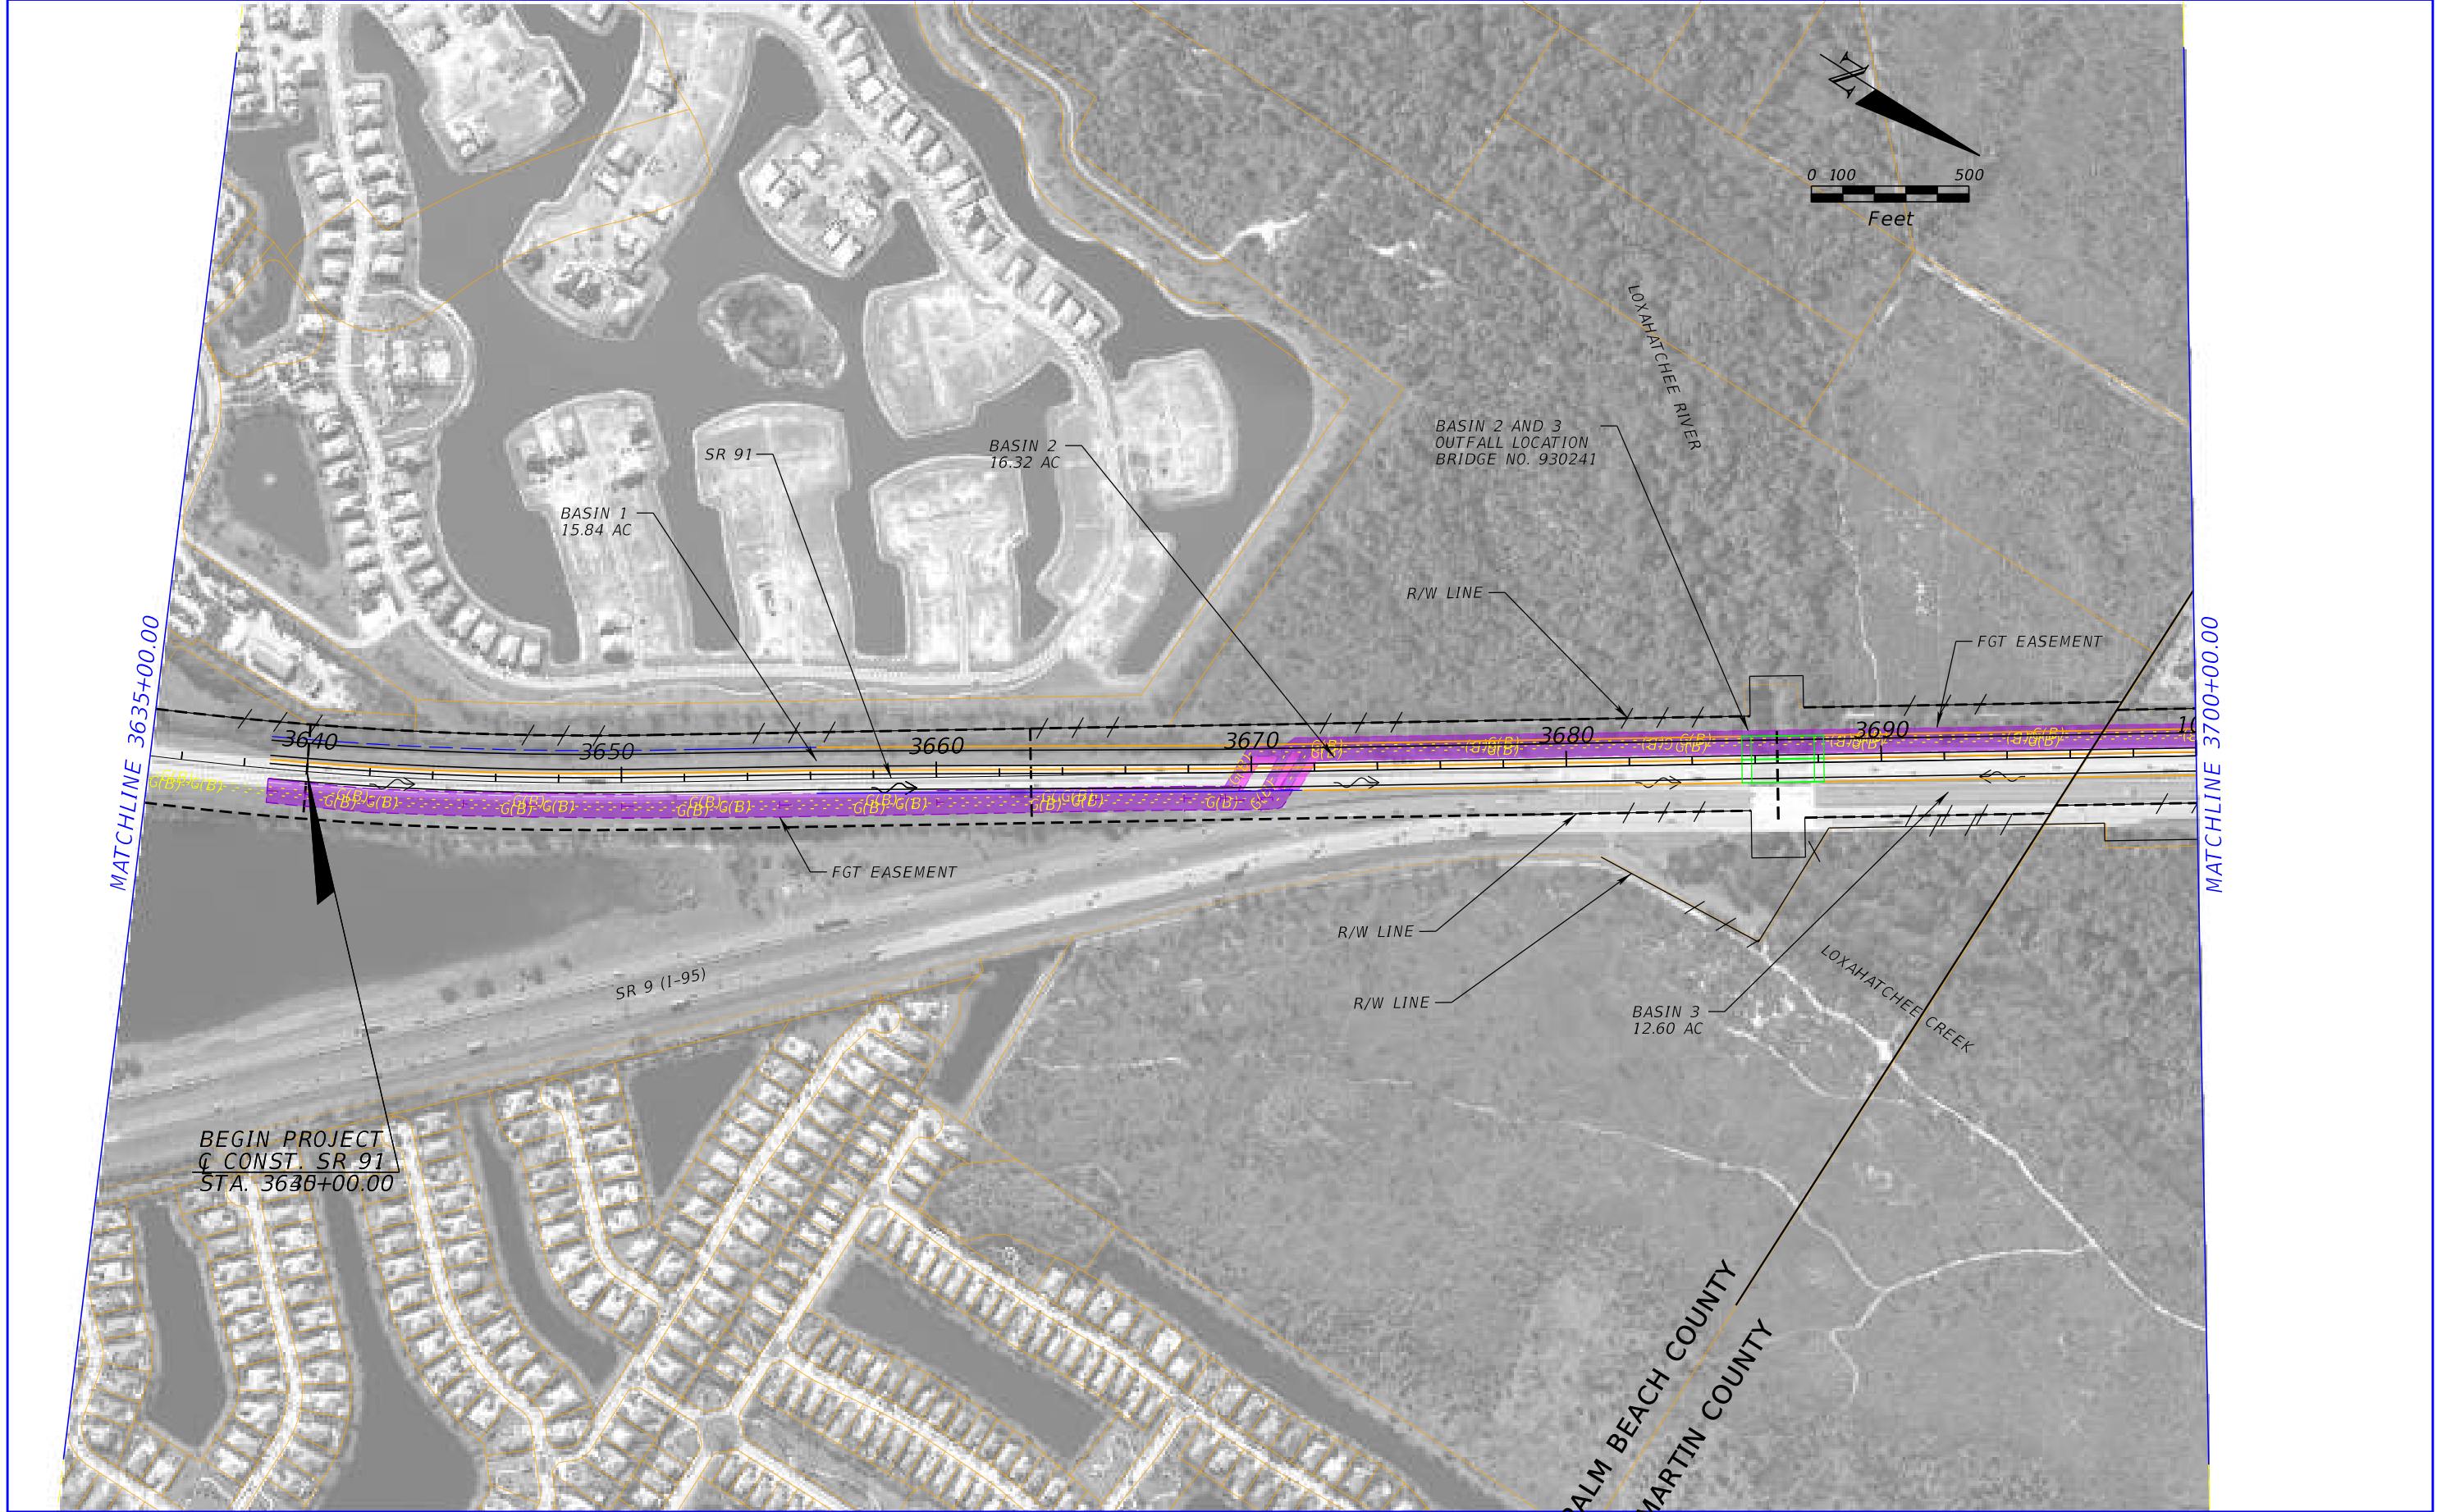 0 100 500
Feet
LOXAHATCHEE RIVER
BASIN 2 AND 3
OUTFALL LOCATION
BRIDGE NO. 930241
BASIN 2
16.32 AC
SR 91
BASIN 1
15.84 AC
R/W LINE
FGT EASEMENT
MATCHLINE 3635+00.00
MATCHLINE 3700+00.00
3640
3650
3660
3670
3680
3690
G(B) G(B) G(B)
G(B) G(B) G(B)
G(B) G(B)
G(B) G(B)
G(B) G(B)
G(B) G(B)
G(B)
FGT EASEMENT
R/W LINE
R/W LINE
SR 9 (I-95)
BASIN 3
12.60 AC
LOXAHATCHEE CREEK
BEGIN PROJECT
℄ CONST. SR 91
PALM BEACH COUNTY
MARTIN COUNTY